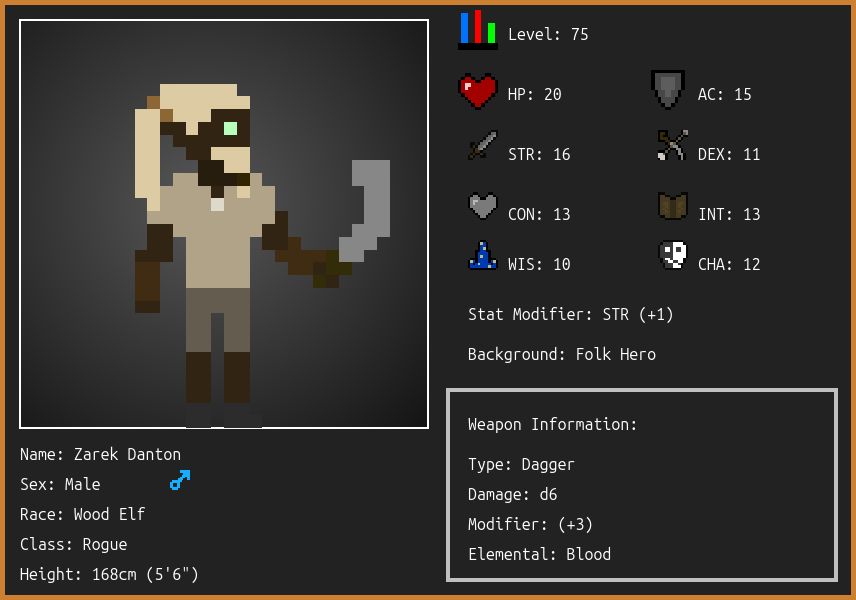 Level: 75
HP: 20
AC: 15
STR: 16
DEX: 11
CON: 13
INT: 13
WIS: 10
CHA: 12
Stat Modifier: STR (+1)
Background: Folk Hero
Weapon Information:
Type: Dagger
Damage: d6
Modifier: (+3)
Elemental: Blood
Name: Zarek Danton
Sex: Male
Race: Wood Elf
Class: Rogue
Height: 168cm (5'6")